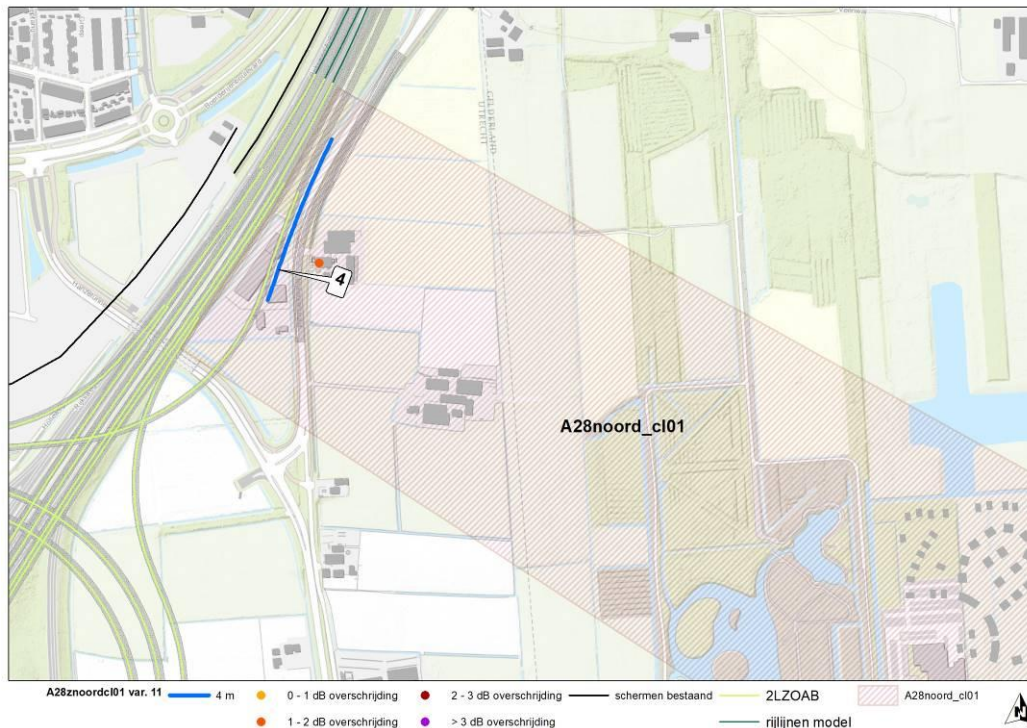 GELDERLAND
UTRECHT
4
A28noord_cl01
A28znoordcl01 var. 11
4 m
0 - 1 dB overschrijding
2 - 3 dB overschrijding
schermen bestaand
2LZOAB
A28noord_cl01
1 - 2 dB overschrijding
> 3 dB overschrijding
rijlijnen model
N